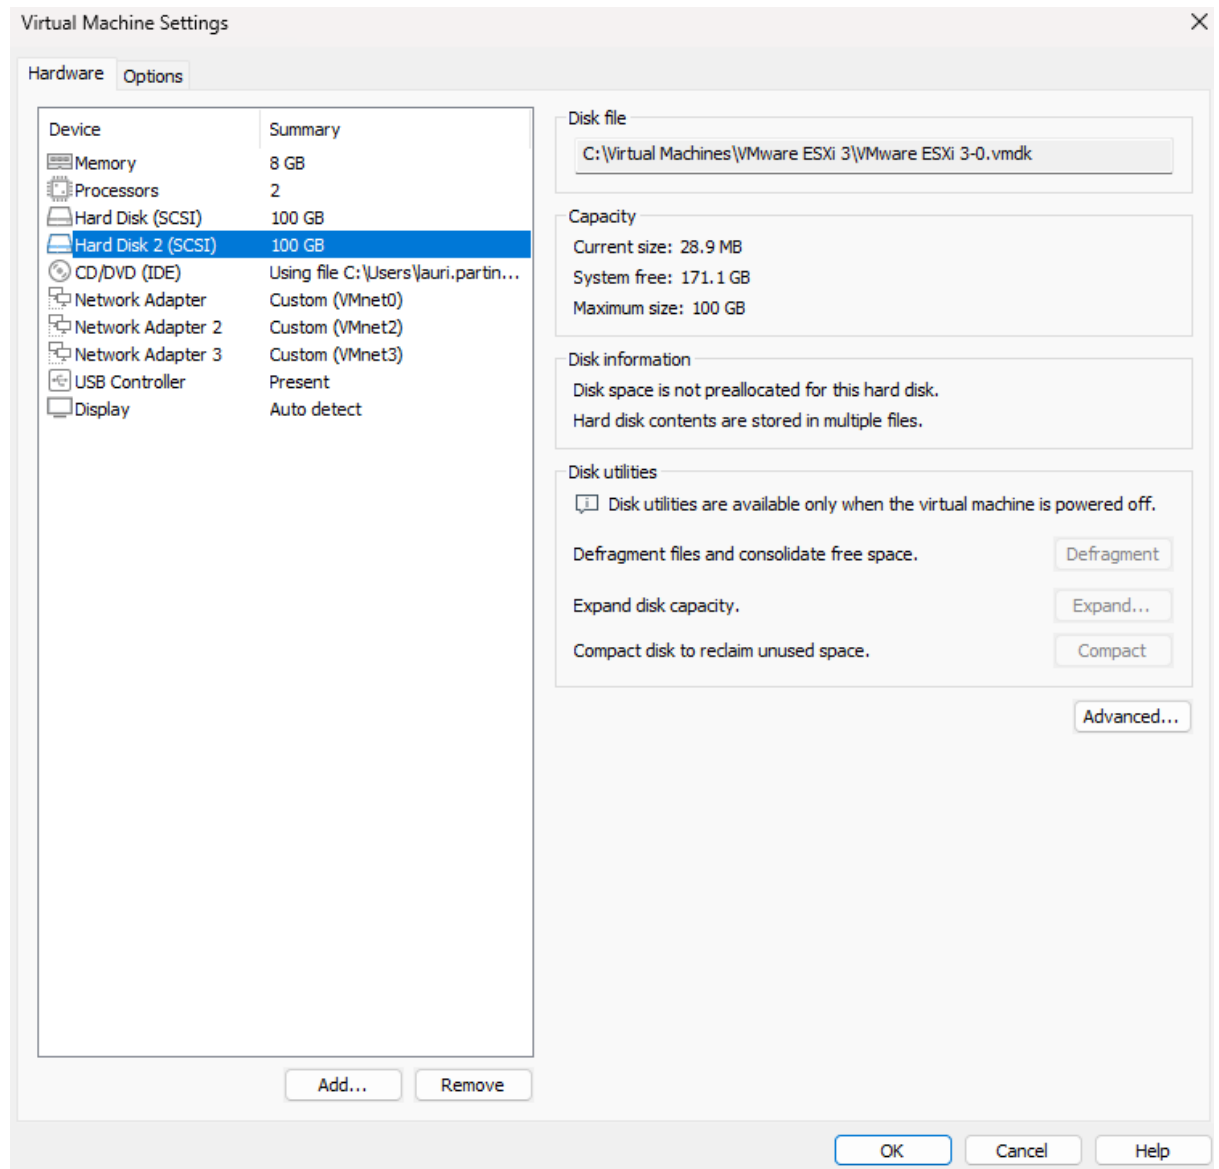 Virtual Machine Settings
Hardware Options
Device Summary
Memory 8 GB
Processors 2
Hard Disk (SCSI) 100 GB
Hard Disk 2 (SCSI) 100 GB
CD/DVD (IDE) Using file C:\Users\lauri.partin...
Network Adapter Custom (VMnet0)
Network Adapter 2 Custom (VMnet2)
Network Adapter 3 Custom (VMnet3)
USB Controller Present
Display Auto detect
Add... Remove
Disk file
C:\Virtual Machines\VMware ESXi 3\VMware ESXi 3-0.vmdk
Capacity
Current size: 28.9 MB
System free: 171.1 GB
Maximum size: 100 GB
Disk information
Disk space is not preallocated for this hard disk.
Hard disk contents are stored in multiple files.
Disk utilities
Disk utilities are available only when the virtual machine is powered off.
Defragment files and consolidate free space. Defragment
Expand disk capacity. Expand...
Compact disk to reclaim unused space. Compact
Advanced...
OK Cancel Help